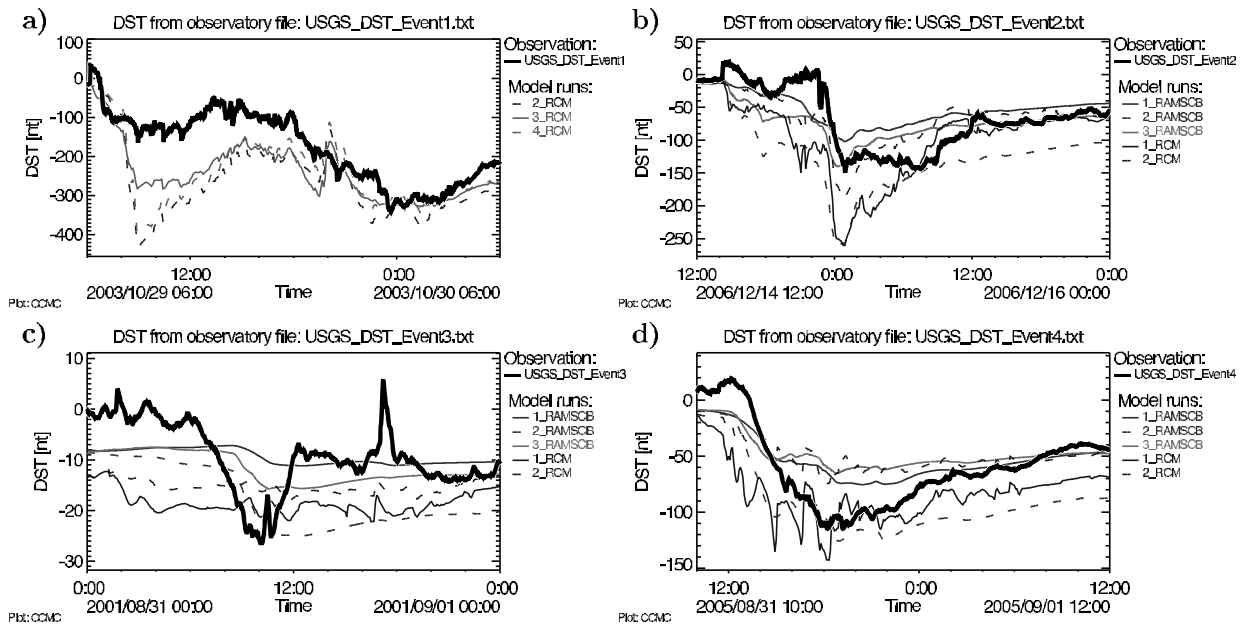 a)
DST from observatory file: USGS_DST_Event1.txt
100
0
-100
-200
-300
-400
DST [nt]
12:00
0:00
2003/10/29 06:00
Time
2003/10/30 06:00
Plot: CCMC
Observation:
USGS_DST_Event1
Model runs:
2_RCM
3_RCM
4_RCM
b)
DST from observatory file: USGS_DST_Event2.txt
50
0
-50
-100
-150
-200
-250
DST [nt]
12:00
0:00
12:00
0:00
2006/12/14 12:00
Time
2006/12/16 00:00
Plot: CCMC
Observation:
USGS_DST_Event2
Model runs:
1_RAMSCB
2_RAMSCB
3_RAMSCB
1_RCM
2_RCM
c)
DST from observatory file: USGS_DST_Event3.txt
10
0
-10
-20
-30
DST [nt]
0:00
12:00
0:00
2001/08/31 00:00
Time
2001/09/01 00:00
Plot: CCMC
Observation:
USGS_DST_Event3
Model runs:
1_RAMSCB
2_RAMSCB
3_RAMSCB
1_RCM
2_RCM
d)
DST from observatory file: USGS_DST_Event4.txt
0
-50
-100
-150
DST [nt]
12:00
0:00
12:00
2005/08/31 10:00
Time
2005/09/01 12:00
Plot: CCMC
Observation:
USGS_DST_Event4
Model runs:
1_RAMSCB
2_RAMSCB
3_RAMSCB
1_RCM
2_RCM